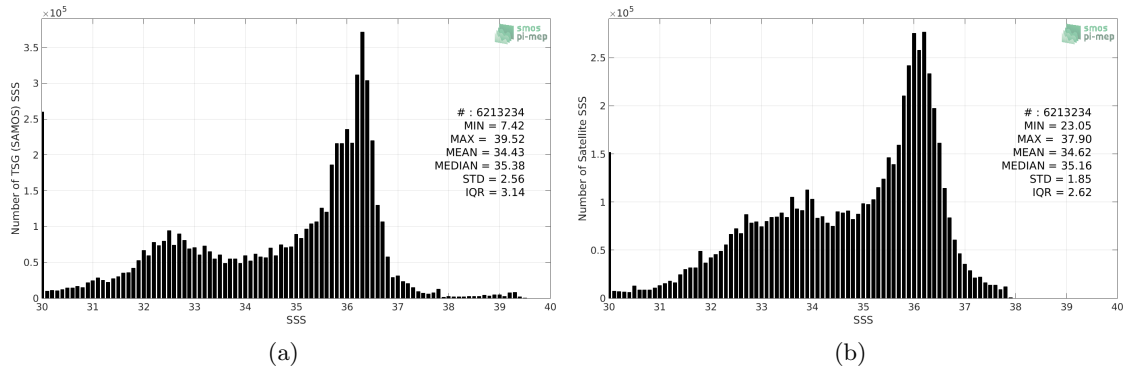 ×10⁵
smos
pi-mep
3.5
3
2.5
2
1.5
1
0.5
0
Number of TSG (SAMOS) SSS
# : 6213234
MIN = 7.42
MAX = 39.52
MEAN = 34.43
MEDIAN = 35.38
STD = 2.56
IQR = 3.14
30 31 32 33 34 35 36 37 38 39 40
SSS
(a)
×10⁵
smos
pi-mep
2.5
2
1.5
1
0.5
0
Number of Satellite SSS
# : 6213234
MIN = 23.05
MAX = 37.90
MEAN = 34.62
MEDIAN = 35.16
STD = 1.85
IQR = 2.62
30 31 32 33 34 35 36 37 38 39 40
SSS
(b)